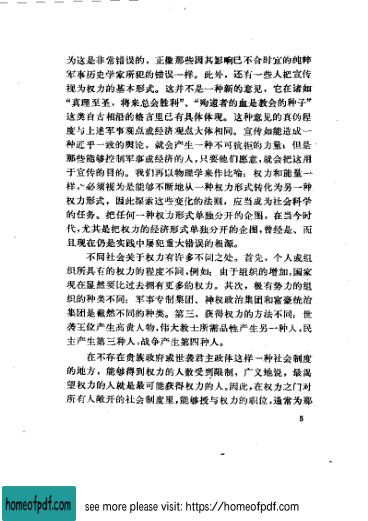 为这是非常错误的，正像那些因其影响已不合时宜的纯粹
军事历史学家所犯的错误一样。此外，还有一些人把宣传
视为权力的基本形式。这并不是一种新的意见，它在诸如
“真理至圣，将来总会胜利”、“殉道者的血是教会的种子”
这类自古相沿的格言里已有具体体现。这种意见的真伪程
度与上述军事观点或经济观点大体相同。宣传如能造成一
种近乎一致的舆论，就会产生一种不可抗拒的力量；但是
那些能够控制军事或经济的人，只要他们愿意，就会把这用
于宣传的目的。我们再以物理学来作比喻：权力和能量一
样，必须视为是能够不断地从一种权力形式转化为另一种
权力形式，因此探索这些变化的法则，应当成为社会科学
的任务。把任何一种权力形式单独分开的企图，在当今时
代，尤其是把权力的经济形式单独分开的企图，曾经是、而
且现在仍是实践中屡犯重大错误的根源。
不同社会关于权力有许多不同之处。首先，个人或组
织所具有的权力的程度不同，例如：由于组织的增加，国家
现在显然要比过去拥有更多的权力。其次，极有势力的组
织的种类不同：军事专制集团、神权政治集团和富豪统治
集团是截然不同的种类。第三，获得权力的方法不同：世
袭王位产生高贵人物，伟大教士所需品性产生另一种人，民
主产生第三种人，战争产生第四种人。
在不存在贵族政府或世袭君主政体这样一种社会制度
的地方，能够得到权力的人数受到限制，广义地说，最渴
望权力的人就是最可能获得权力的人。因此，在权力之门对
所有人敞开的社会制度里，能够授与权力的职位，通常为那
5
homeofpdf.com
see more please visit: https://homeofpdf.com